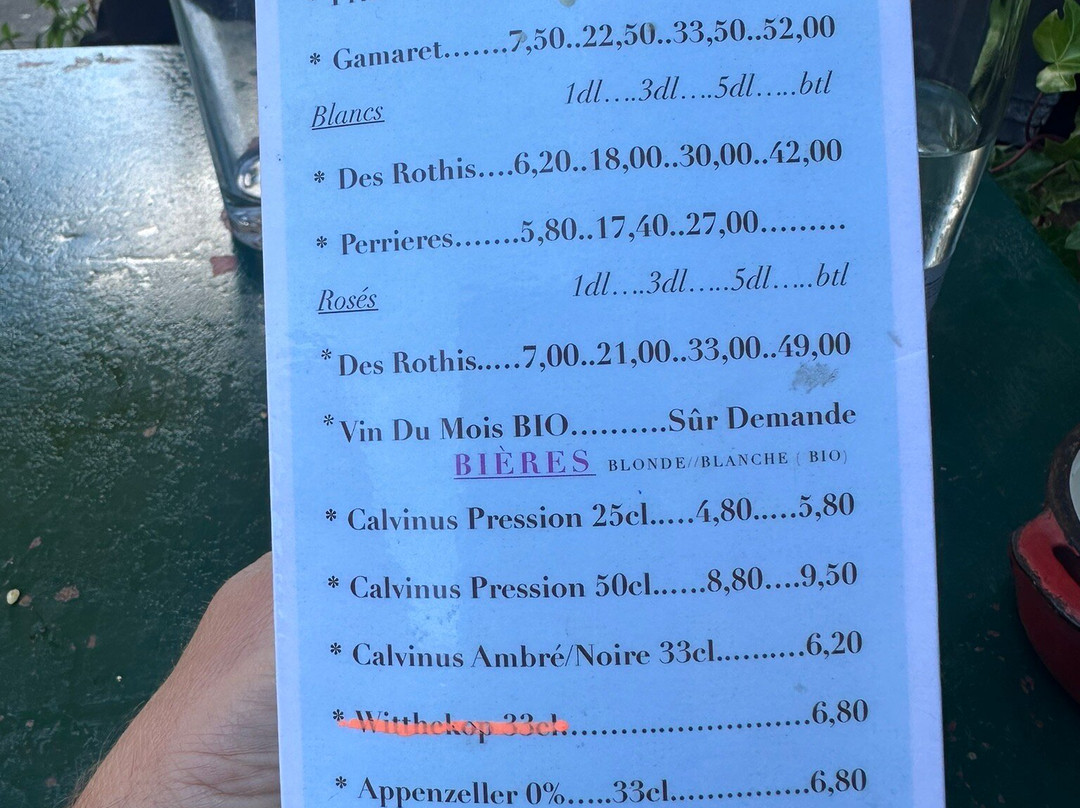 * Gamaret.......7,50..22,50..33,50..52,00
Blancs 1dl....3dl....5dl.....btl
* Des Rothis....6,20..18,00..30,00..42,00
* Perrieres.......5,80..17,40..27,00.........
Rosés 1dl....3dl.....5dl.....btl
* Des Rothis.....7,00..21,00..33,00..49,00
* Vin Du Mois BIO..........Sûr Demande
BIÈRES BLONDE//BLANCHE ( BIO)
* Calvinus Pression 25cl.....4,80.....5,80
* Calvinus Pression 50cl......8,80....9,50
* Calvinus Ambré/Noire 33cl..........6,20
* Witthekop 33cl.............................6,80
* Appenzeller 0%.....33cl................6,80